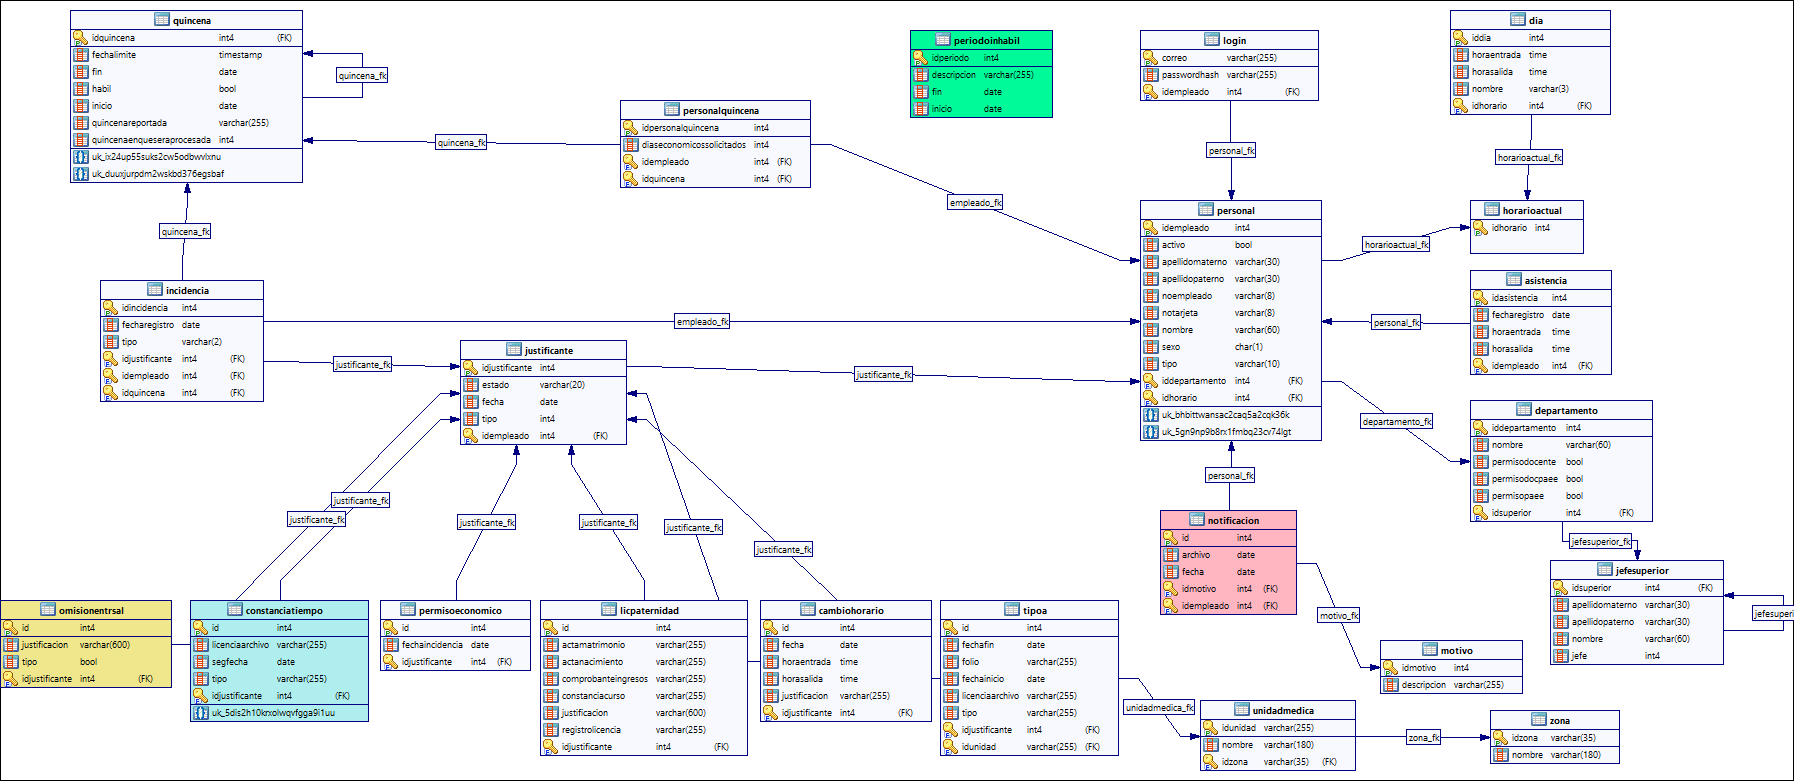 quincena
idquincena int4 (FK)
fechalimite timestamp
fin date
habil bool
inicio date
quincenareportada varchar(255)
quincenaenqueseraprocesada int4
uk_ix24up55suks2cw5odbwvlxnu
uk_duuxjurpdm2wskbd376egsbaf
quincena_fk
quincena_fk
quincena_fk
personalquincena
idpersonalquincena int4
diaseconomicossolicitados int4
idempleado int4 (FK)
idquincena int4 (FK)
empleado_fk
periodoinhabil
idperiodo int4
descripcion varchar(255)
fin date
inicio date
login
correo varchar(255)
passwordhash varchar(255)
idempleado int4 (FK)
personal_fk
dia
iddia int4
horaentrada time
horasalida time
nombre varchar(3)
idhorario int4 (FK)
horarioactual_fk
personal
idempleado int4
activo bool
apellidomaterno varchar(30)
apellidopaterno varchar(30)
noempleado varchar(8)
notarjeta varchar(8)
nombre varchar(60)
sexo char(1)
tipo varchar(10)
iddepartamento int4 (FK)
idhorario int4 (FK)
uk_bhbittwansac2caq5a2cqk36k
uk_5gn9np9b8rx1fmbq23cv74lgt
horarioactual_fk
horarioactual
idhorario int4
asistencia
idasistencia int4
fecharegistro date
horaentrada time
horasalida time
idempleado int4 (FK)
personal_fk
incidencia
idincidencia int4
fecharegistro date
tipo varchar(2)
idjustificante int4 (FK)
idempleado int4 (FK)
idquincena int4 (FK)
empleado_fk
justificante_fk
justificante
idjustificante int4
estado varchar(20)
fecha date
tipo int4
idempleado int4 (FK)
justificante_fk
departamento_fk
departamento
iddepartamento int4
nombre varchar(60)
permisodocente bool
permisodocpaee bool
permisopaee bool
idsuperior int4 (FK)
jefesuperior_fk
personal_fk
notificacion
id int4
archivo date
fecha date
idmotivo int4 (FK)
idempleado int4 (FK)
motivo_fk
jefesuperior
idsuperior int4 (FK)
apellidomaterno varchar(30)
apellidopaterno varchar(30)
nombre varchar(60)
jefe int4
jefesuperi
justificante_fk
justificante_fk
justificante_fk
justificante_fk
justificante_fk
justificante_fk
omisionentrsal
id int4
justificacion varchar(600)
tipo bool
idjustificante int4 (FK)
constanciatiempo
id int4
licenciaarchivo varchar(255)
segfecha date
tipo varchar(255)
idjustificante int4 (FK)
uk_5dis2h10krxolwqvfgga9i1uu
permisoeconomico
id int4
fechaincidencia date
idjustificante int4 (FK)
licpaternidad
id int4
actamatrimonio varchar(255)
actanacimiento varchar(255)
comprobanteingresos varchar(255)
constanciacurso varchar(255)
justificacion varchar(600)
registrolicencia varchar(255)
idjustificante int4 (FK)
cambiohorario
id int4
fecha date
horaentrada time
horasalida time
justificacion varchar(255)
idjustificante int4 (FK)
tipoa
id int4
fechafin date
folio varchar(255)
fechainicio date
licenciaarchivo varchar(255)
tipo varchar(255)
idjustificante int4 (FK)
idunidad varchar(255) (FK)
unidadmedica_fk
unidadmedica
idunidad varchar(255)
nombre varchar(180)
idzona varchar(35) (FK)
zona_fk
motivo
idmotivo int4
descripcion varchar(255)
zona
idzona varchar(35)
nombre varchar(180)